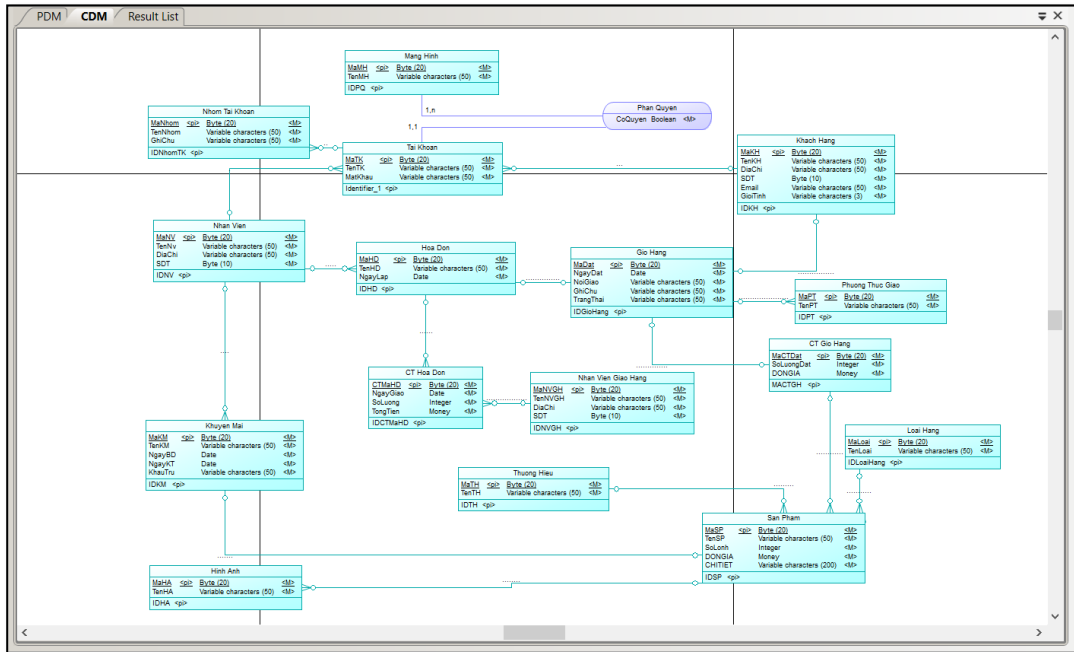 PDM CDM Result List
Mang Hinh
MaMH <pi> Byte (20) <M>
TenMH Variable characters (50) <M>
IDPQ <pi>
1,n
Phan Quyen
CoQuyen Boolean <M>
1,1
Nhom Tai Khoan
MaNhom <pi> Byte (20) <M>
TenNhom Variable characters (50) <M>
GhiChu Variable characters (50) <M>
IDNhomTK <pi>
Tai Khoan
MaTK <pi> Byte (20) <M>
TenTK Variable characters (50) <M>
MatKhau Variable characters (50) <M>
Identifier_1 <pi>
Khach Hang
MaKH <pi> Byte (20) <M>
TenKH Variable characters (50) <M>
DiaChi Variable characters (50) <M>
SDT Byte (10) <M>
Email Variable characters (50) <M>
GioiTinh Variable characters (3) <M>
IDKH <pi>
Nhan Vien
MaNV <pi> Byte (20) <M>
TenNv Variable characters (50) <M>
DiaChi Variable characters (50) <M>
SDT Byte (10) <M>
IDNV <pi>
Hoa Don
MaHD <pi> Byte (20) <M>
TenHD Variable characters (50) <M>
NgayLap Date <M>
IDHD <pi>
Gio Hang
MaDat <pi> Byte (20) <M>
NgayDat Date <M>
NoiGiao Variable characters (50) <M>
GhiChu Variable characters (50) <M>
TrangThai Variable characters (50) <M>
IDGioHang <pi>
Phuong Thuc Giao
MaPT <pi> Byte (20) <M>
TenPT Variable characters (50) <M>
IDPT <pi>
CT Gio Hang
MaCTDat <pi> Byte (20) <M>
SoLuongDat Integer <M>
DONGIA Money <M>
MACTGH <pi>
CT Hoa Don
CTMaHD <pi> Byte (20) <M>
NgayGiao Date <M>
SoLuong Integer <M>
TongTien Money <M>
IDCTMaHD <pi>
Nhan Vien Giao Hang
MaNVGH <pi> Byte (20) <M>
TenNVGH Variable characters (50) <M>
DiaChi Variable characters (50) <M>
SDT Byte (10) <M>
IDNVGH <pi>
Khuyen Mai
MaKM <pi> Byte (20) <M>
TenKM Variable characters (50) <M>
NgayBD Date <M>
NgayKT Date <M>
KhauTru Variable characters (50) <M>
IDKM <pi>
Loai Hang
MaLoai <pi> Byte (20) <M>
TenLoai Variable characters (50) <M>
IDLoaiHang <pi>
Thuong Hieu
MaTH <pi> Byte (20) <M>
TenTH Variable characters (50) <M>
IDTH <pi>
San Pham
MaSP <pi> Byte (20) <M>
TenSP Variable characters (50) <M>
SoLonh Integer <M>
DONGIA Money <M>
CHITIET Variable characters (200) <M>
IDSP <pi>
Hinh Anh
MaHA <pi> Byte (20) <M>
TenHA Variable characters (50) <M>
IDHA <pi>